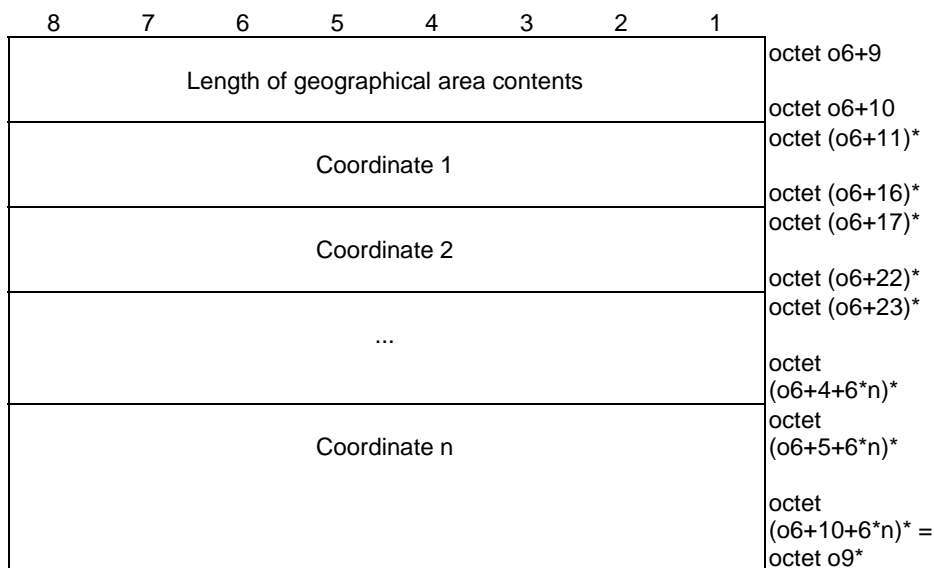 8 7 6 5 4 3 2 1
octet o6+9
Length of geographical area contents
octet o6+10
octet (o6+11)*
Coordinate 1
octet (o6+16)*
octet (o6+17)*
Coordinate 2
octet (o6+22)*
octet (o6+23)*
...
octet
(o6+4+6*n)*
octet
Coordinate n
(o6+5+6*n)*
octet
(o6+10+6*n)* =
octet o9*